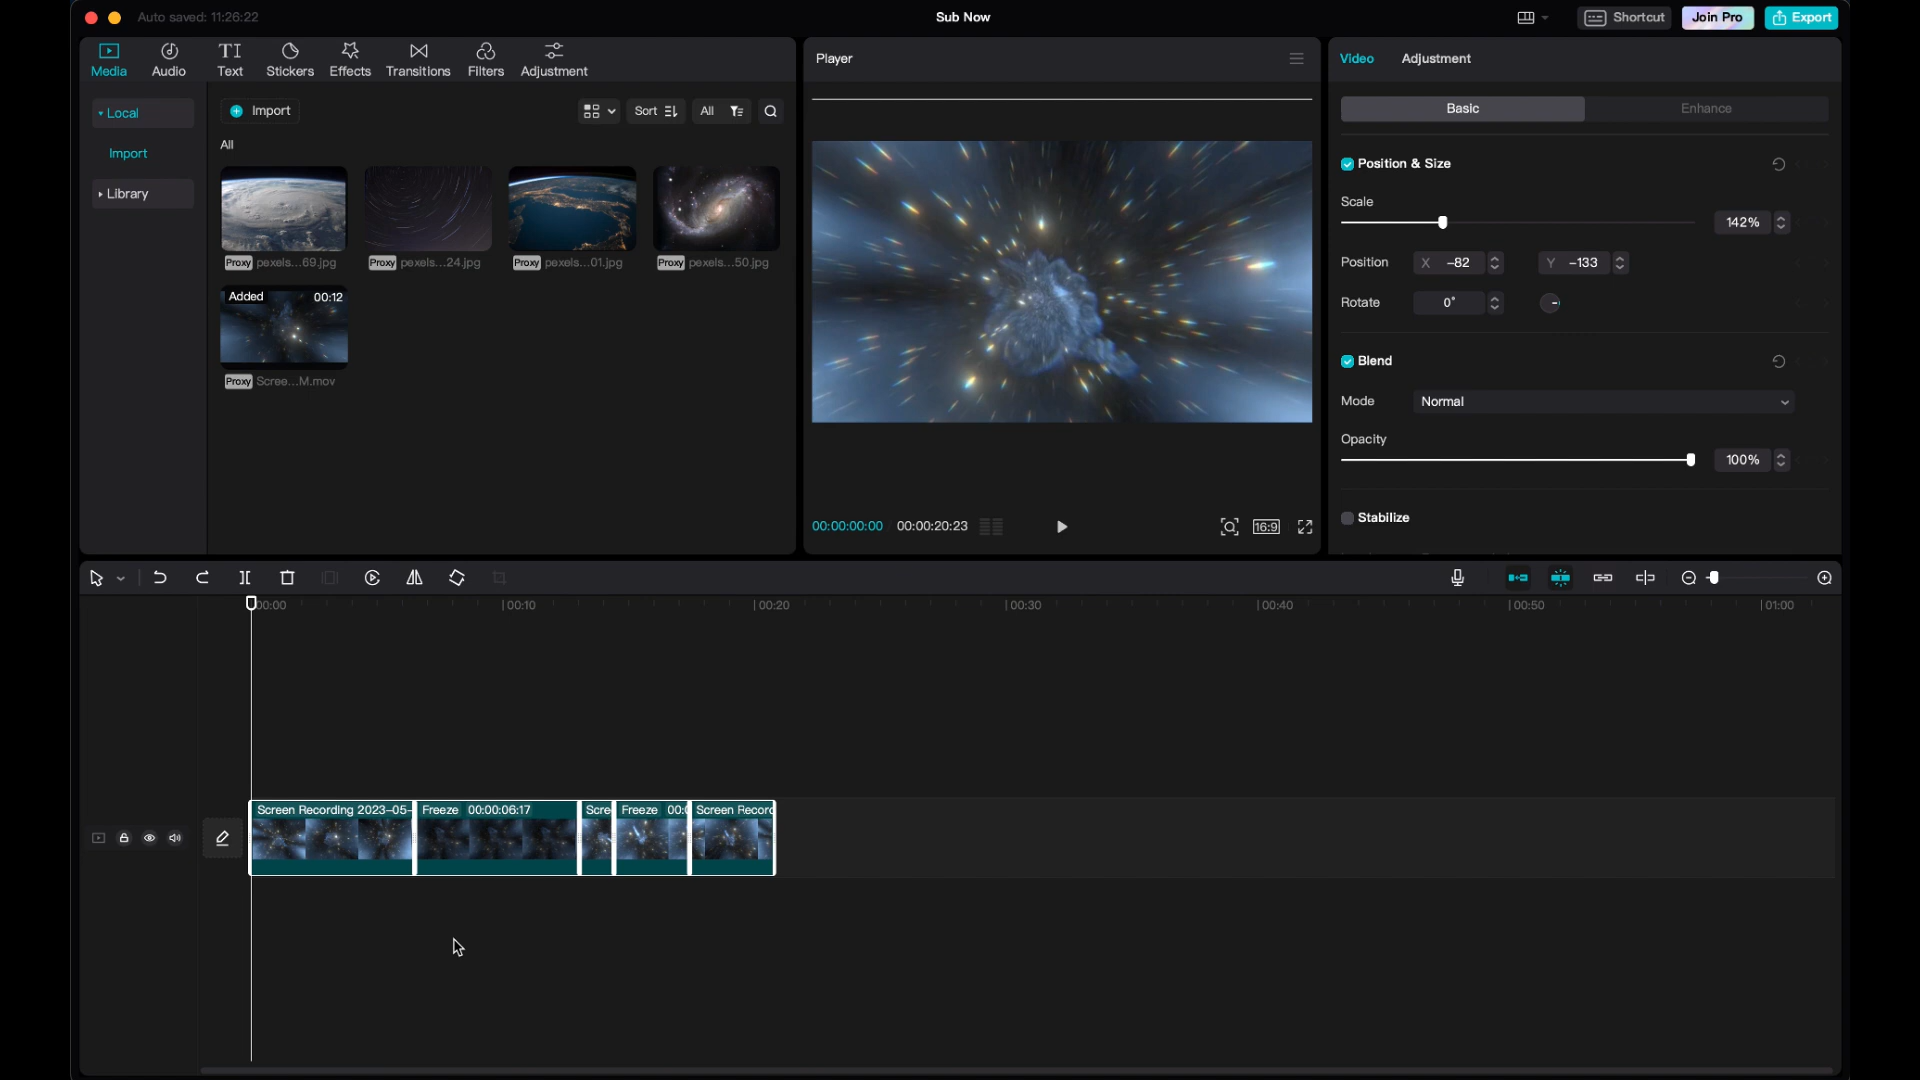 Auto saved: 11:26:22
Sub Now
Shortcut
Join Pro
Export
Media
Audio
TI
Text
Stickers
Effects
Transitions
Filters
Adjustment
Local
Import
Library
Import
Sort
All
All
Proxy pexels...69.jpg
Proxy pexels...24.jpg
Proxy pexels...01.jpg
Proxy pexels...50.jpg
Added 00:12
Proxy Scree...M.mov
Player
00:00:00:00 00:00:20:23
16:9
Video
Adjustment
Basic
Enhance
Position & Size
Scale
142%
Position X -82 Y -133
Rotate 0°
Blend
Mode Normal
Opacity
100%
Stabilize
00:00
00:10
00:20
00:30
00:40
00:50
01:00
Screen Recording 2023-05-
Freeze 00:00:06:17
Scre
Freeze 00:0
Screen Record